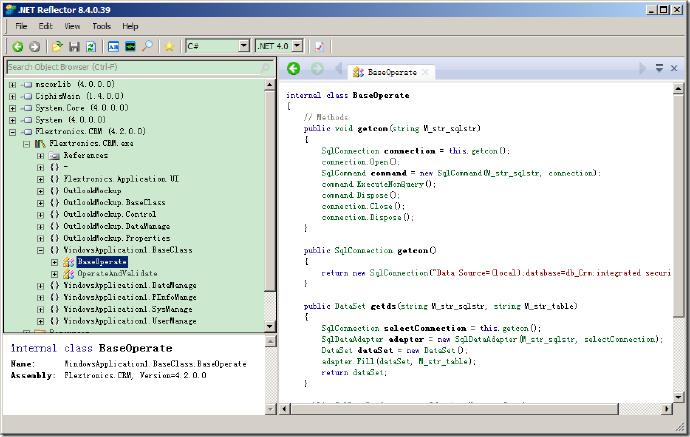 .NET Reflector 8.4.0.39
File Edit View Tools Help
C# .NET 4.0
Search Object Browser (Ctrl-F)
mscorlib (4.0.0.0)
CiphisMain (1.4.0.0)
System.Core (4.0.0.0)
System (4.0.0.0)
Flextronics.CRM (4.2.0.0)
Flextronics.CRM.exe
References
{ } -
{ } Flextronics.Application.UI
{ } OutlookMockup
{ } OutlookMockup.BaseClass
{ } OutlookMockup.Control
{ } OutlookMockup.DataManage
{ } OutlookMockup.Properties
{ } WindowsApplication1.BaseClass
BaseOperate
OperateAndValidate
{ } WindowsApplication1.DataManage
{ } WindowsApplication1.FInfoManage
{ } WindowsApplication1.SysManage
{ } WindowsApplication1.UserManage
internal class BaseOperate
Name: WindowsApplication1.BaseClass.BaseOperate
Assembly: Flextronics.CRM, Version=4.2.0.0
BaseOperate
internal class BaseOperate
{
// Methods
public void getcom(string M_str_sqlstr)
{
SqlConnection connection = this.getcon();
connection.Open();
SqlCommand command = new SqlCommand(M_str_sqlstr, connection);
command.ExecuteNonQuery();
command.Dispose();
connection.Close();
connection.Dispose();
}
public SqlConnection getcon()
{
return new SqlConnection("Data Source=(local);database=db_Crm;integrated securi
}
public DataSet getds(string M_str_sqlstr, string M_str_table)
{
SqlConnection selectConnection = this.getcon();
SqlDataAdapter adapter = new SqlDataAdapter(M_str_sqlstr, selectConnection);
DataSet dataSet = new DataSet();
adapter.Fill(dataSet, M_str_table);
return dataSet;
}